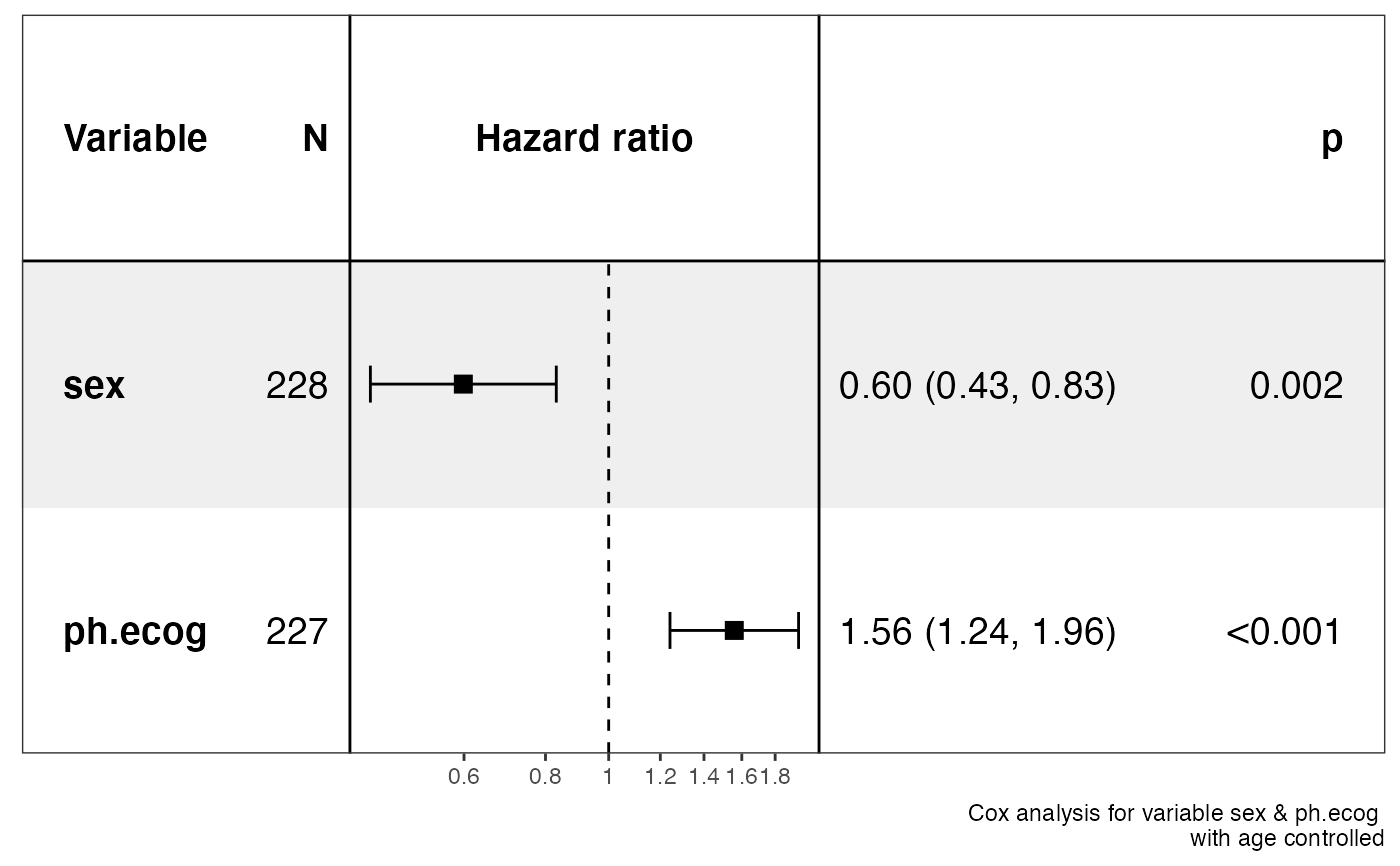 Variable N Hazard ratio p
sex 228 0.60 (0.43, 0.83) 0.002
ph.ecog 227 1.56 (1.24, 1.96) <0.001
0.6 0.8 1 1.2 1.4 1.6 1.8
Cox analysis for variable sex & ph.ecog
with age controlled